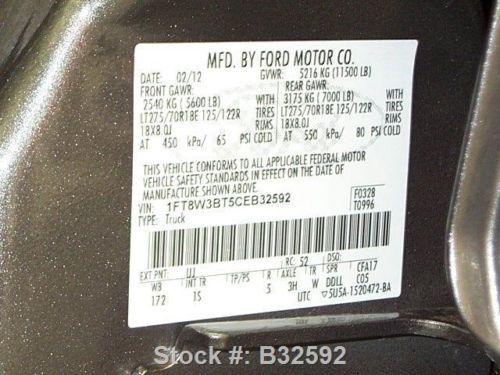 MFD. BY FORD MOTOR CO.
DATE: 02/12 GVWR: 5216 KG (11500 LB)
FRONT GAWR: REAR GAWR:
2540 KG (5600 LB) WITH 3175 KG (7000 LB) WITH
LT275/70R18E 125/122R TIRES LT275/70R18E 125/122R TIRES
18X8.0J RIMS 18X8.0J RIMS
AT 450 kPa/ 65 PSI COLD AT 550 kPa/ 80 PSI COLD
THIS VEHICLE CONFORMS TO ALL APPLICABLE FEDERAL MOTOR
VEHICLE SAFETY STANDARDS IN EFFECT ON THE DATE OF
MANUFACTURE SHOWN ABOVE.
VIN: 1FT8W3BT5CEB32592 F0328
TYPE: Truck T0996
RC: 52 DSO:
EXT PNT: UJ CFA17
WB INT TR TP/PS R AXLE TR SPR C05
172 1S 5 3H W DDLL
UTC ▽5U5A-1520472-BA
Stock #: B32592